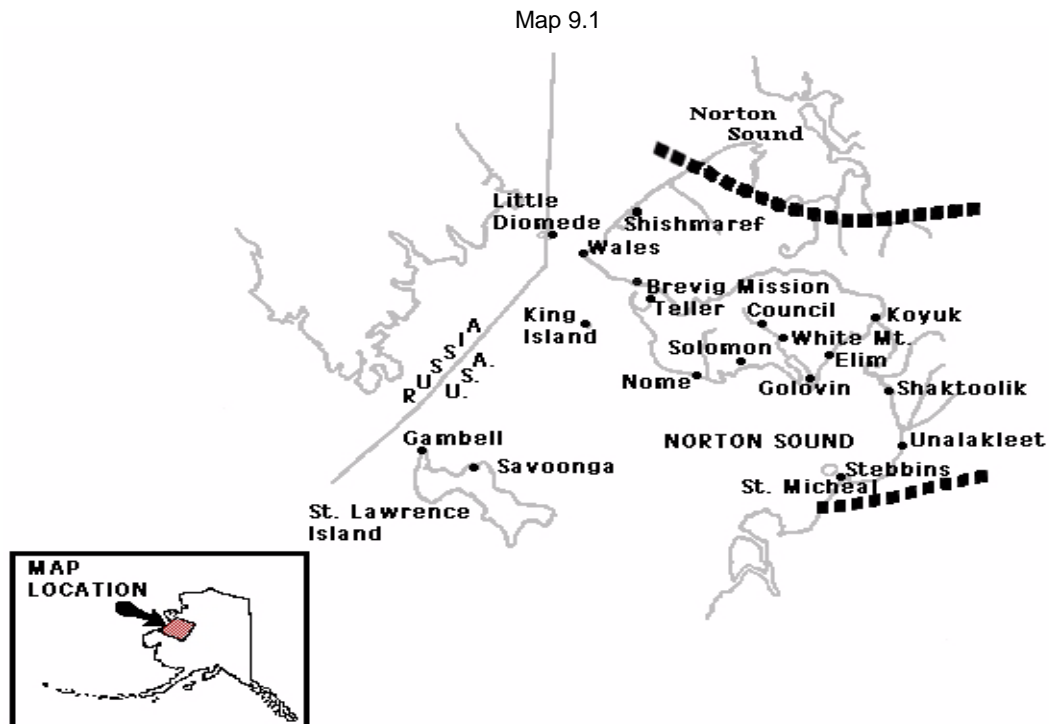 Map 9.1
Norton
Sound
Little
Diomede
Shishmaref
Wales
Brevig Mission
Teller
Council
Koyuk
King
Island
White Mt.
Solomon
Elim
Nome
Golovin
Shaktoolik
RUSSIA
U.S.A.
Gambell
NORTON SOUND
Unalakleet
Savoonga
Stebbins
St. Micheal
St. Lawrence
Island
MAP
LOCATION